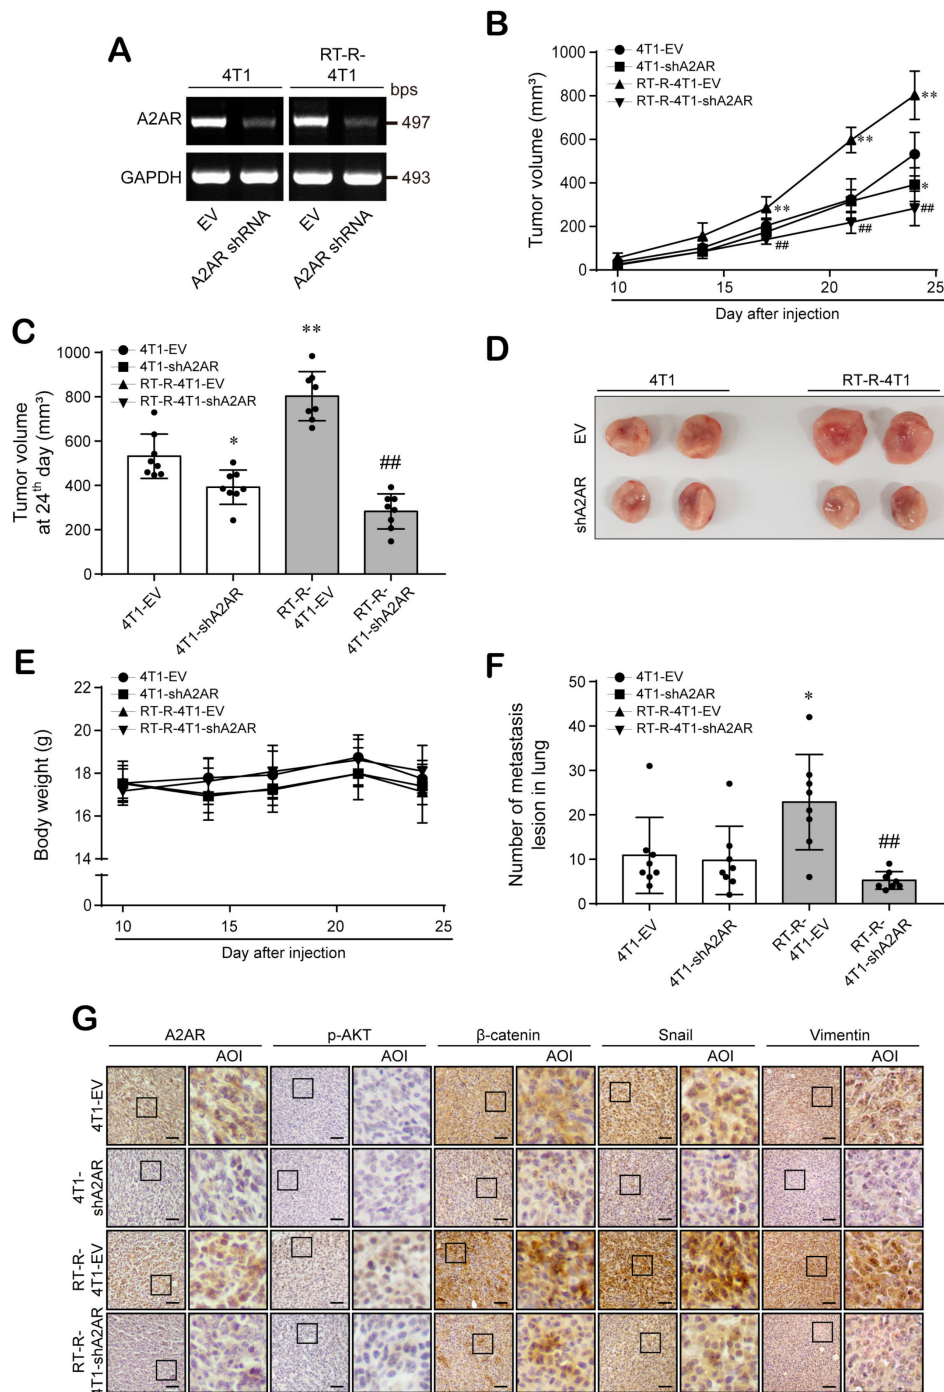 A
4T1
RT-R-
4T1
bps
A2AR
497
GAPDH
493
EV
A2AR shRNA
EV
A2AR shRNA
B
4T1-EV
4T1-shA2AR
RT-R-4T1-EV
RT-R-4T1-shA2AR
Tumor volume (mm³)
1000
800
600
400
200
0
**
**
**
*
##
##
##
10
15
20
25
Day after injection
C
4T1-EV
4T1-shA2AR
RT-R-4T1-EV
RT-R-4T1-shA2AR
Tumor volume
at 24th day (mm³)
1000
800
600
400
200
0
*
**
##
4T1-EV
4T1-shA2AR
RT-R-
4T1-EV
RT-R-
4T1-shA2AR
D
4T1
RT-R-4T1
EV
shA2AR
E
4T1-EV
4T1-shA2AR
RT-R-4T1-EV
RT-R-4T1-shA2AR
Body weight (g)
22
20
18
16
14
0
10
15
20
25
Day after injection
F
4T1-EV
4T1-shA2AR
RT-R-4T1-EV
RT-R-4T1-shA2AR
Number of metastasis
lesion in lung
50
40
30
20
10
0
*
##
4T1-EV
4T1-shA2AR
RT-R-
4T1-EV
RT-R-
4T1-shA2AR
G
A2AR
p-AKT
β-catenin
Snail
Vimentin
AOI
AOI
AOI
AOI
AOI
4T1-EV
4T1-
shA2AR
RT-R-
4T1-EV
RT-R-
4T1-shA2AR